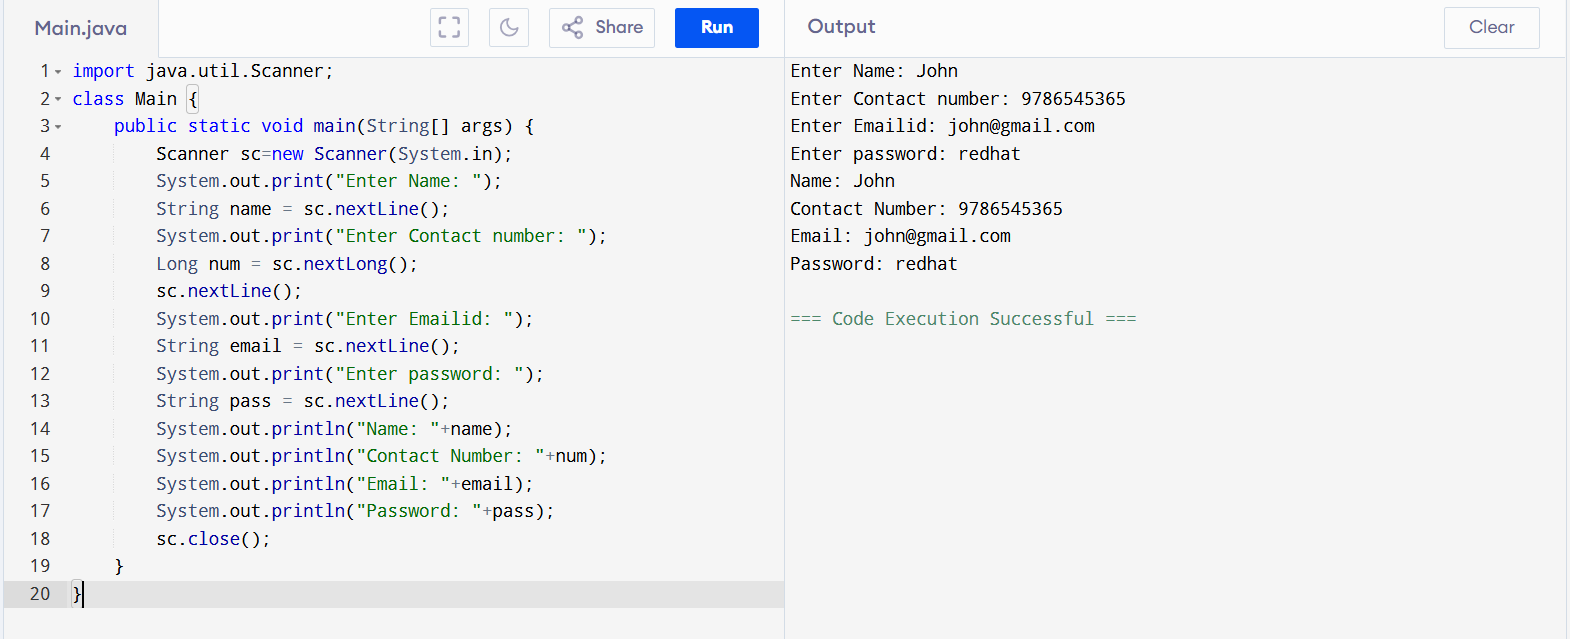 Main.java
Share
Run
Output
Clear
1 import java.util.Scanner;
2 class Main {
3 public static void main(String[] args) {
4 Scanner sc=new Scanner(System.in);
5 System.out.print("Enter Name: ");
6 String name = sc.nextLine();
7 System.out.print("Enter Contact number: ");
8 Long num = sc.nextLong();
9 sc.nextLine();
10 System.out.print("Enter Emailid: ");
11 String email = sc.nextLine();
12 System.out.print("Enter password: ");
13 String pass = sc.nextLine();
14 System.out.println("Name: "+name);
15 System.out.println("Contact Number: "+num);
16 System.out.println("Email: "+email);
17 System.out.println("Password: "+pass);
18 sc.close();
19 }
20 }
Enter Name: John
Enter Contact number: 9786545365
Enter Emailid: john@gmail.com
Enter password: redhat
Name: John
Contact Number: 9786545365
Email: john@gmail.com
Password: redhat
=== Code Execution Successful ===